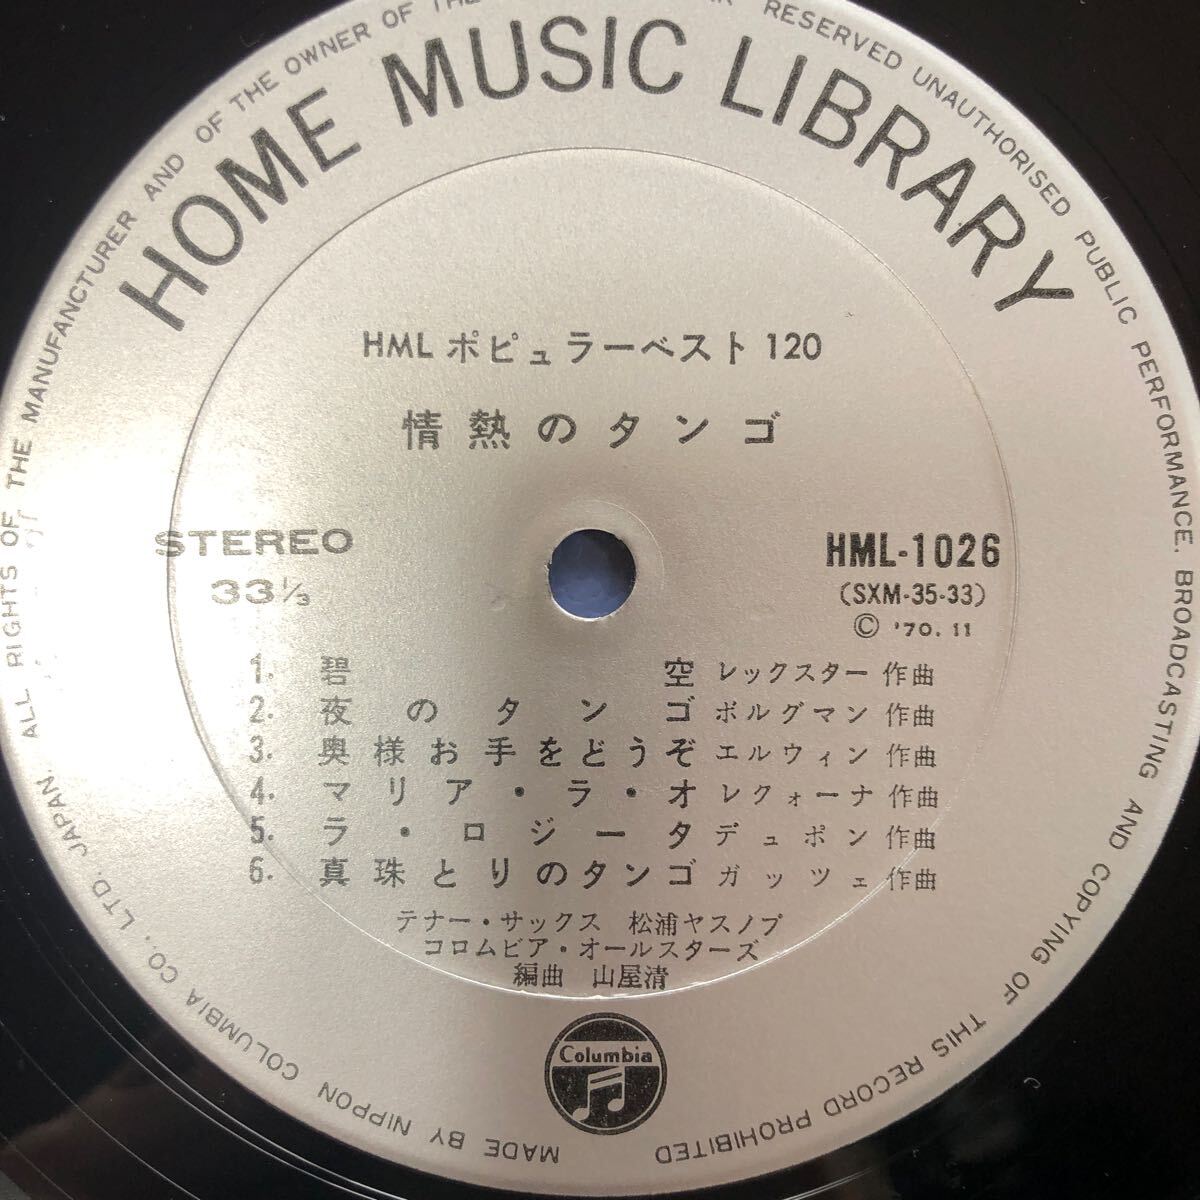 HOME MUSIC LIBRARY
HML ポピュラーベスト 120
情熱のタンゴ
STEREO
33 1/3
HML-1026
(SXM-35-33)
© '70. 11
1. 碧空 レックスター 作曲
2. 夜のタンゴ ボルグマン 作曲
3. 奥様お手をどうぞ エルウィン 作曲
4. マリア・ラ・オ レクォーナ 作曲
5. ラ・ロジータ デュポン 作曲
6. 真珠とりのタンゴ ガッツェ 作曲
テナー・サックス 松浦ヤスノブ
コロムビア・オールスターズ
編曲 山屋清
Columbia
MADE BY NIPPON COLUMBIA CO., LTD. JAPAN. ALL RIGHTS OF THE MANUFANCTURER AND OF THE OWNER OF THE RESERVED UNAUTHORISED PUBLIC PERFORMANCE. BROADCASTING AND COPYING OF THIS RECORD PROHIBITED